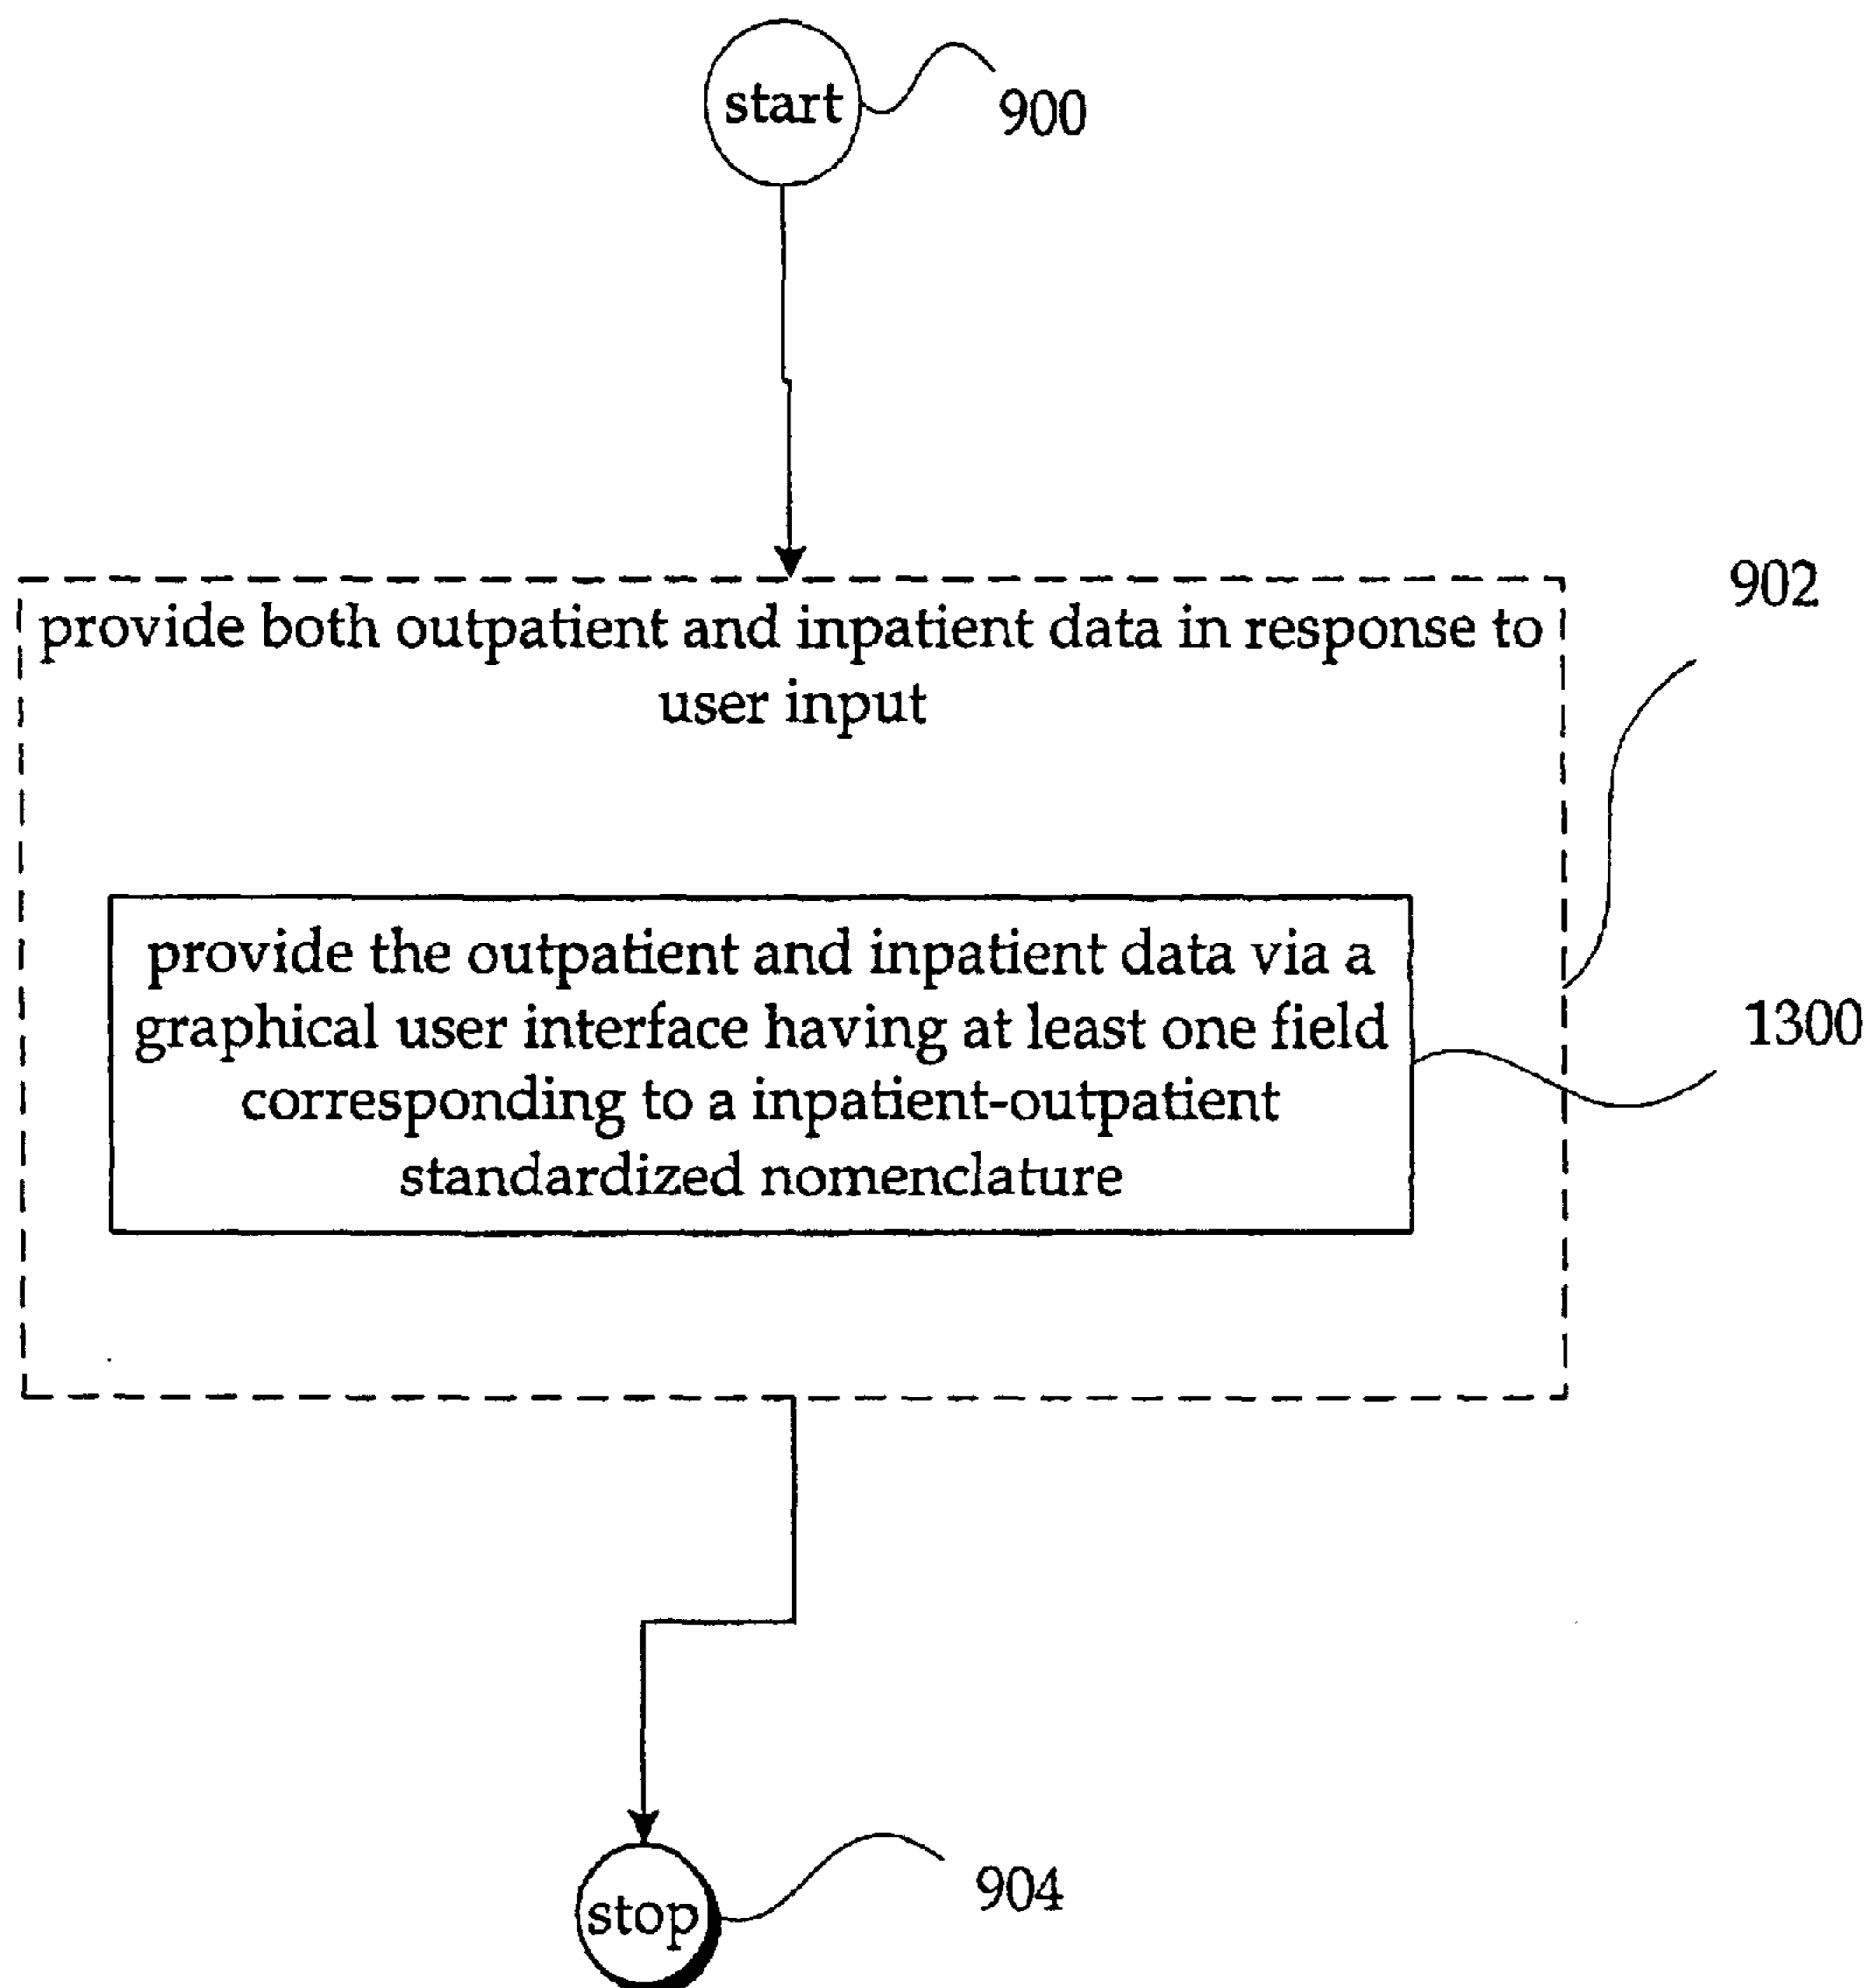 start
900
902
provide both outpatient and inpatient data in response to
user input
provide the outpatient and inpatient data via a
graphical user interface having at least one field
corresponding to a inpatient-outpatient
standardized nomenclature
1300
stop
904